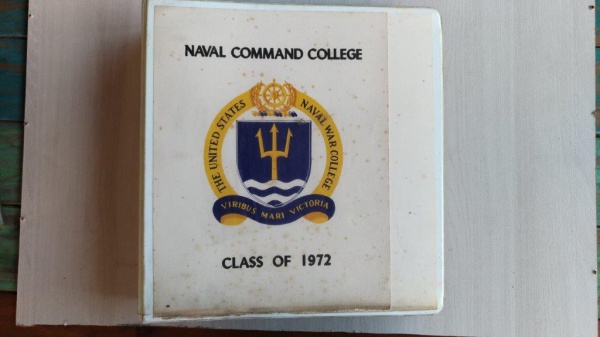 NAVAL COMMAND COLLEGE
THE UNITED STATES NAVAL WAR COLLEGE
VIRIBUS MARI VICTORIA
CLASS OF 1972